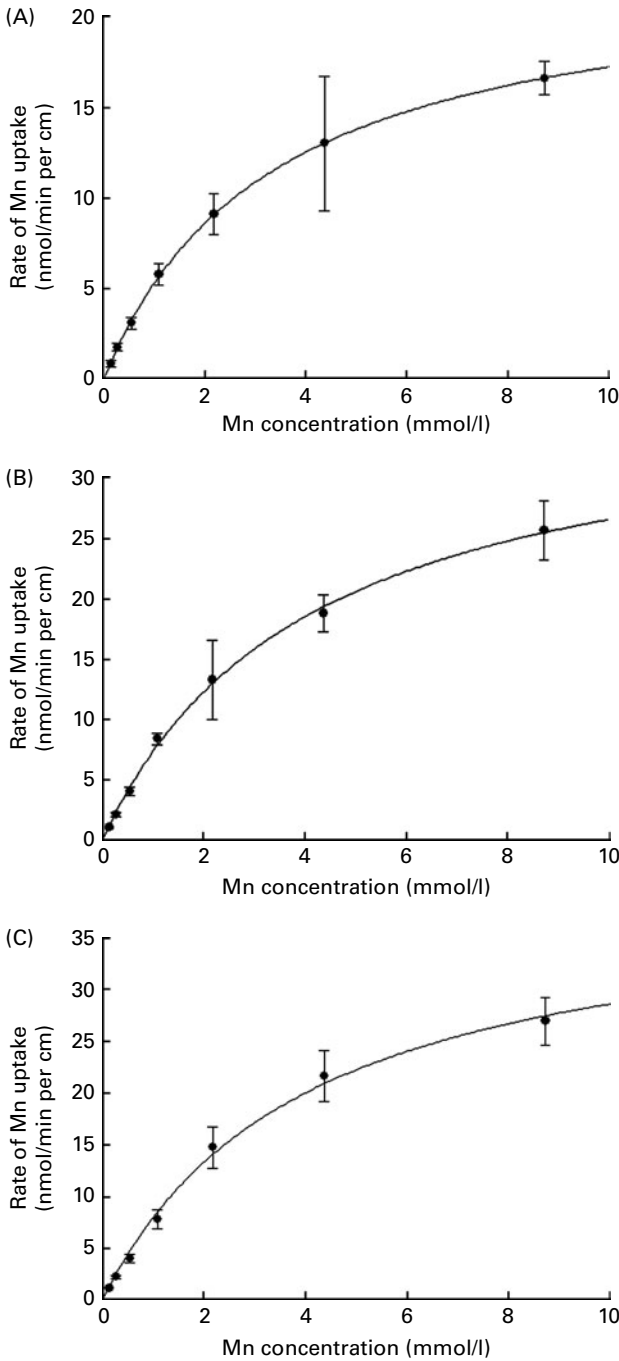 (A)
20
15
10
5
0
0 2 4 6 8 10
Rate of Mn uptake
(nmol/min per cm)
Mn concentration (mmol/l)
(B)
30
25
20
15
10
5
0
0 2 4 6 8 10
Rate of Mn uptake
(nmol/min per cm)
Mn concentration (mmol/l)
(C)
35
30
25
20
15
10
5
0
0 2 4 6 8 10
Rate of Mn uptake
(nmol/min per cm)
Mn concentration (mmol/l)